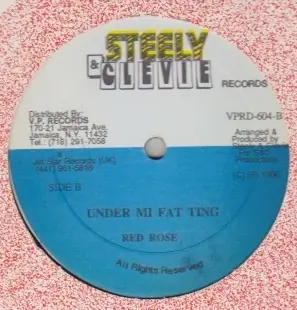 STEELY
& CLEVIE
RECORDS
Distributed By:
V.P. RECORDS
170-21 Jamaica Ave.
Jamaica, N.Y. 11432
Tel.: (718) 291-7058
VPRD-604-B
Arranged &
Produced by
Jet Star Records (UK)
SIDE B
UNDER MI FAT TING
RED ROSE
All Rights Reserved